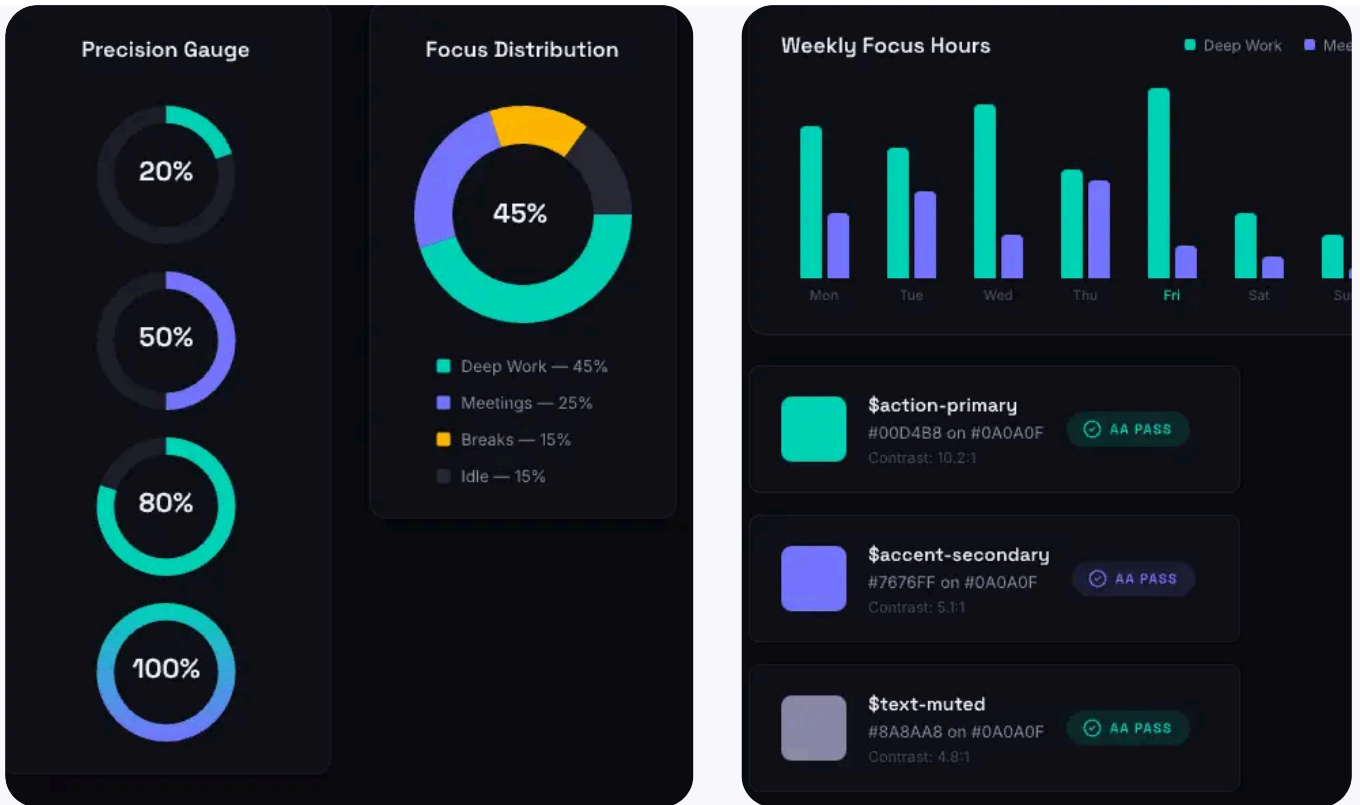 Precision Gauge
20%
50%
80%
100%
Focus Distribution
45%
Deep Work — 45%
Meetings — 25%
Breaks — 15%
Idle — 15%
Weekly Focus Hours
Deep Work
Mee
Mon
Tue
Wed
Thu
Fri
Sat
Su
$action-primary
#00D4B8 on #0A0A0F
Contrast: 10.2:1
AA PASS
$accent-secondary
#7676FF on #0A0A0F
Contrast: 5.1:1
AA PASS
$text-muted
#8A8AA8 on #0A0A0F
Contrast: 4.8:1
AA PASS